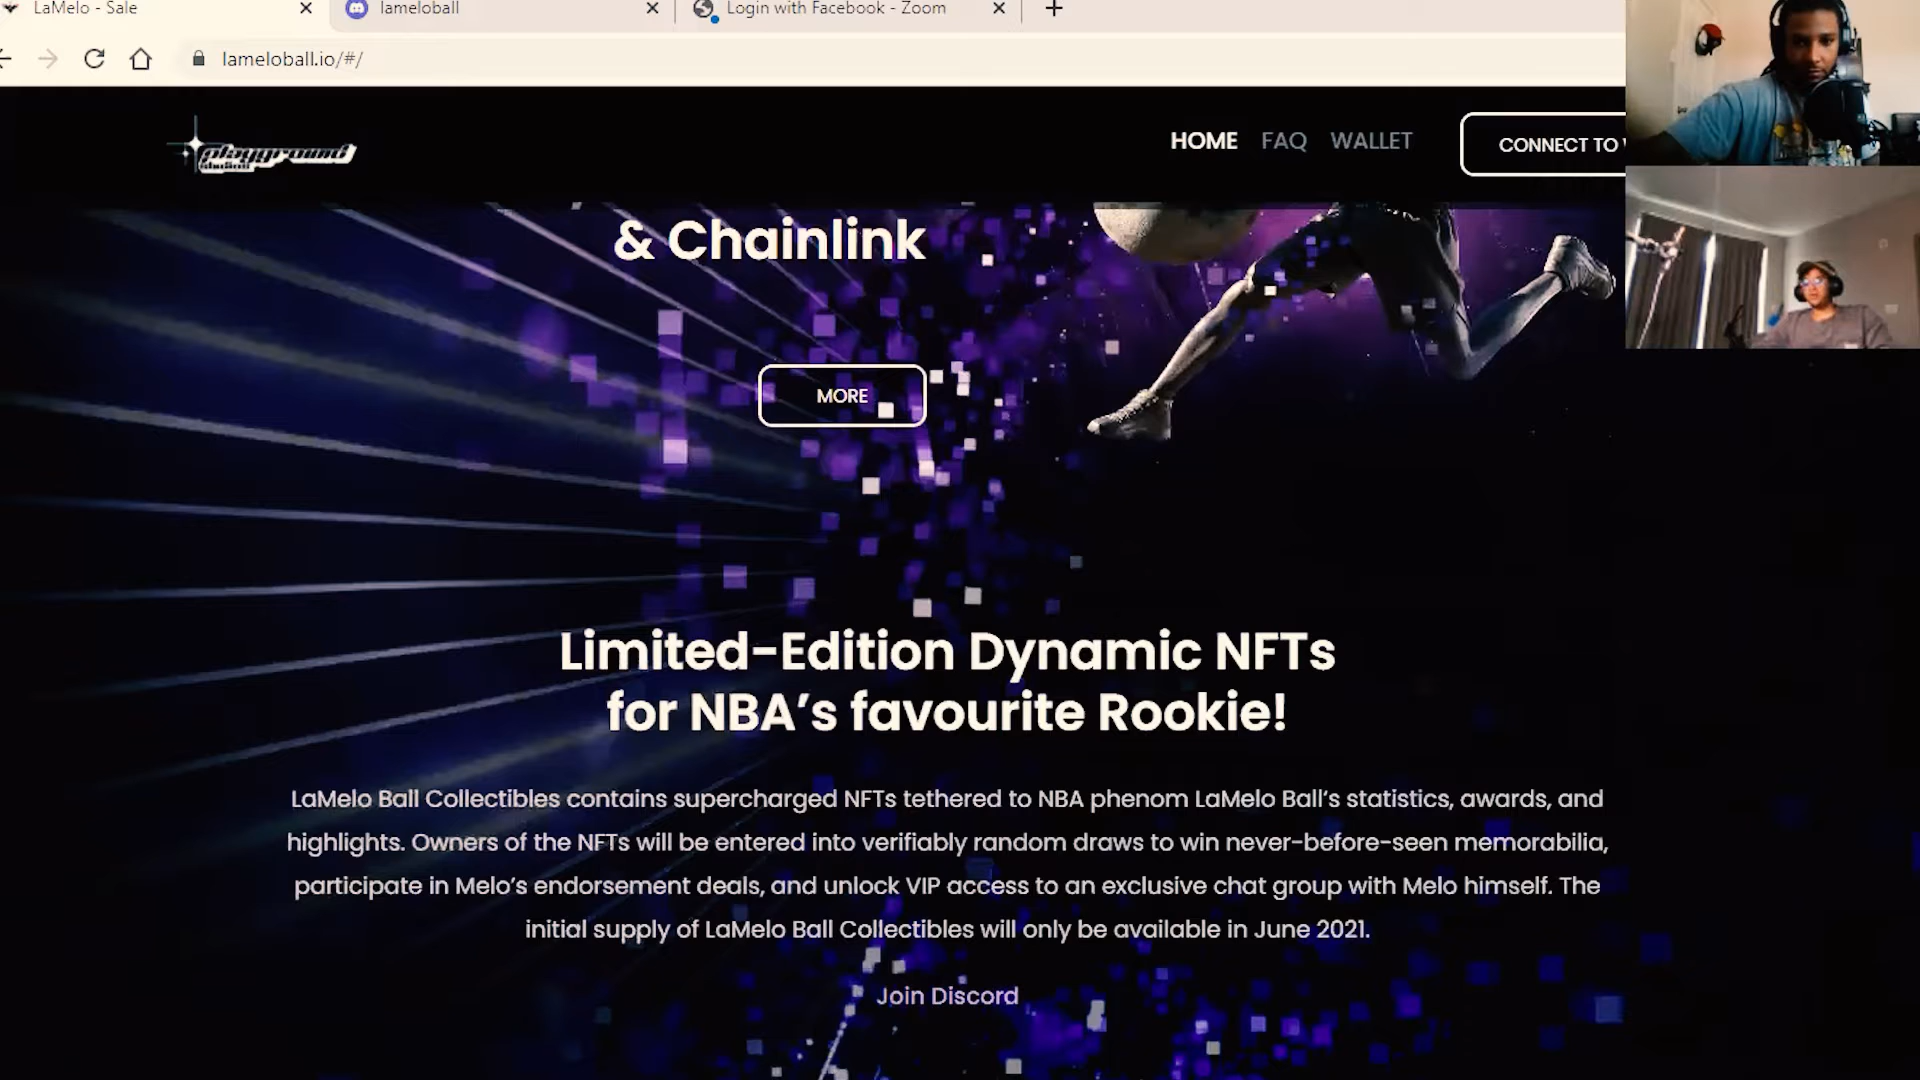 LaMelo - Sale
lameloball
Login with Facebook - Zoom
lameloball.io/#/
playground
HOME FAQ WALLET
CONNECT TO
& Chainlink
MORE
Limited-Edition Dynamic NFTs
for NBA’s favourite Rookie!
LaMelo Ball Collectibles contains supercharged NFTs tethered to NBA phenom LaMelo Ball’s statistics, awards, and
highlights. Owners of the NFTs will be entered into verifiably random draws to win never-before-seen memorabilia,
participate in Melo’s endorsement deals, and unlock VIP access to an exclusive chat group with Melo himself. The
initial supply of LaMelo Ball Collectibles will only be available in June 2021.
Join Discord